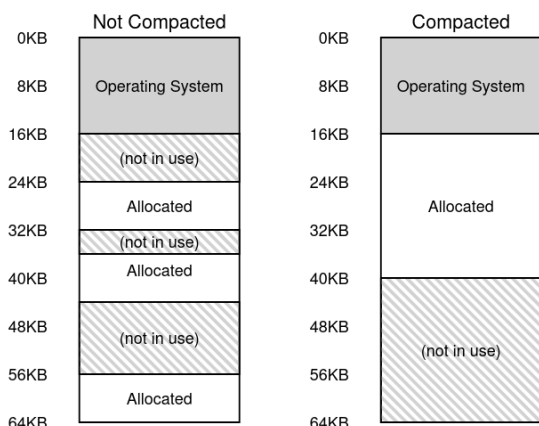 Not Compacted
0KB
8KB
16KB
24KB
32KB
40KB
48KB
56KB
64KB
Operating System
(not in use)
Allocated
(not in use)
Allocated
(not in use)
Allocated
Compacted
0KB
8KB
16KB
24KB
32KB
40KB
48KB
56KB
64KB
Operating System
Allocated
(not in use)